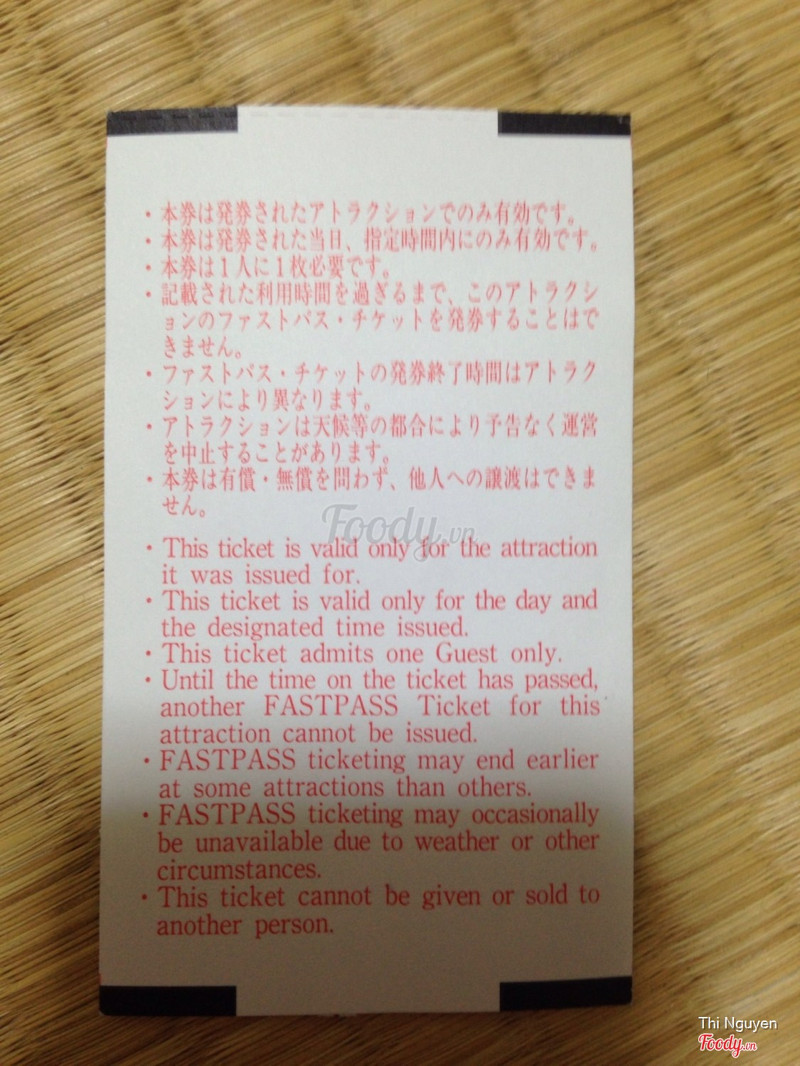 ・本券は発券されたアトラクションでのみ有効です。
・本券は発券された当日、指定時間内にのみ有効です。
・本券は1人に1枚必要です。
・記載された利用時間を過ぎるまで、このアトラクシ
ョンのファストパス・チケットを発券することはで
きません。
・ファストパス・チケットの発券終了時間はアトラク
ションにより異なります。
・アトラクションは天候等の都合により予告なく運営
を中止することがあります。
・本券は有償・無償を問わず、他人への譲渡はできま
せん。
Foody.vn
・This ticket is valid only for the attraction
it was issued for.
・This ticket is valid only for the day and
the designated time issued.
・This ticket admits one Guest only.
・Until the time on the ticket has passed,
another FASTPASS Ticket for this
attraction cannot be issued.
・FASTPASS ticketing may end earlier
at some attractions than others.
・FASTPASS ticketing may occasionally
be unavailable due to weather or other
circumstances.
・This ticket cannot be given or sold to
another person.
Thi Nguyen
Foody.vn